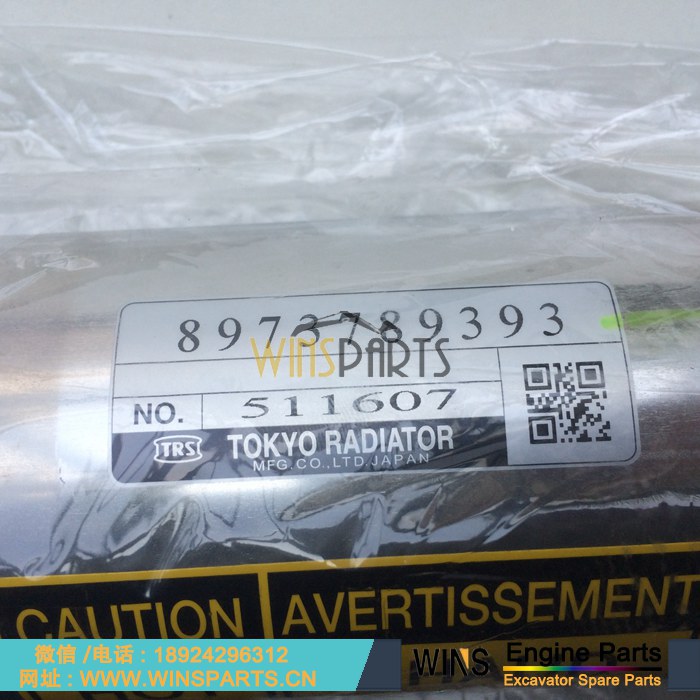 8973789393
WINSPARTS
NO. 511607
TRS TOKYO RADIATOR
MFG.CO.,LTD.JAPAN
CAUTION AVERTISSEMENT
微信/电话：18924296312
网址：WWW.WINSPARTS.CN
WINS Engine Parts
Excavator Spare Parts